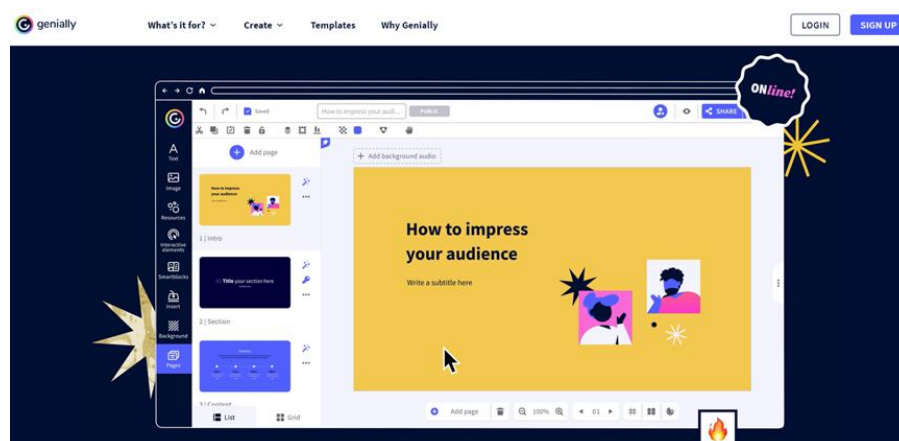 genially
What's it for?
Create
Templates
Why Genially
LOGIN
SIGN UP
ONline!
Saved
How to impress your audi...
PUBLIC
SHARE
Text
Image
Resources
Interactive elements
Smartblocks
Insert
Background
Pages
Add page
How to impress
your audience
1 | Intro
Title your section here
2 | Section
3 | Content
List
Grid
+ Add background audio
How to impress
your audience
Write a subtitle here
Add page
100%
01